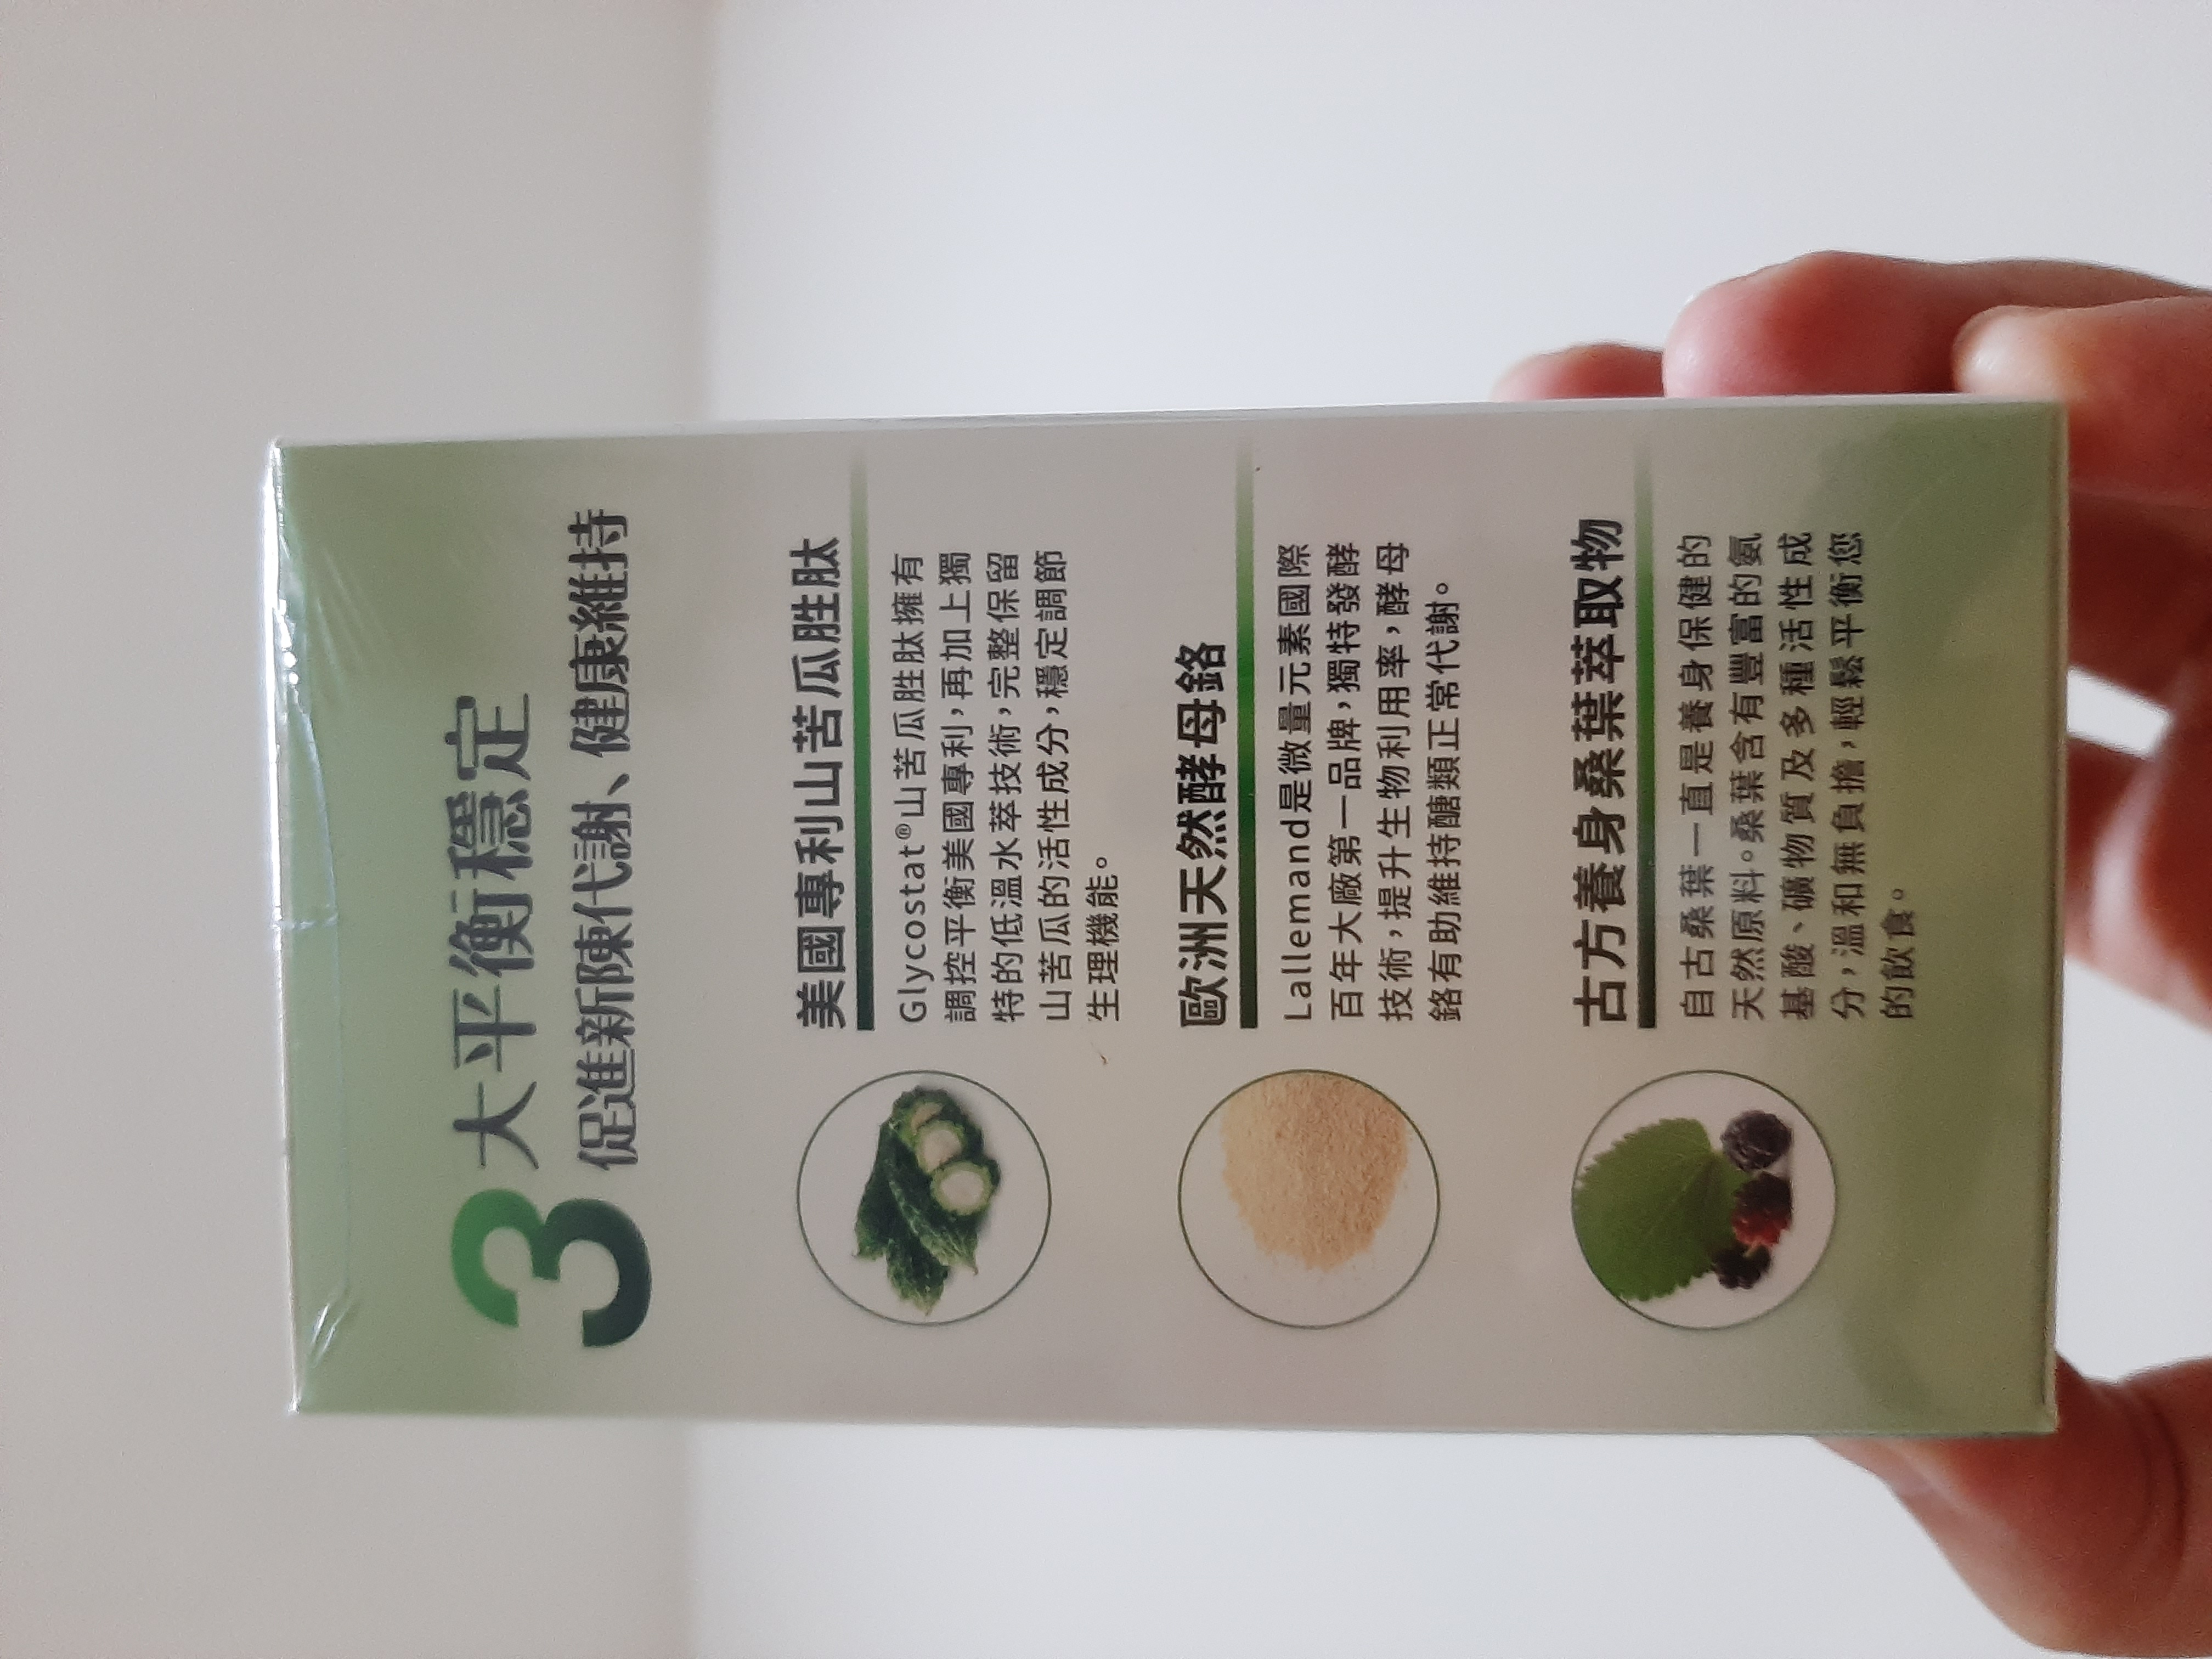 3大平衡穩定
促進新陳代謝、健康維持
美國專利山苦瓜胜肽
Glycostat®山苦瓜胜肽擁有
調控平衡美國專利,再加上獨
特的低溫水萃技術,完整保留
山苦瓜的活性成分,穩定調節
生理機能。
歐洲天然酵母鉻
Lallemand是微量元素國際
百年大廠第一品牌,獨特發酵
技術,提升生物利用率,酵母
鉻有助維持醣類正常代謝。
古方養身桑葉萃取物
自古桑葉一直是養身保健的
天然原料。桑葉含有豐富的氨
基酸、礦物質及多種活性成
分,溫和無負擔,輕鬆平衡您
的飲食。